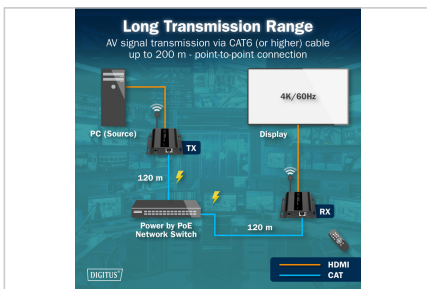 Long Transmission Range
AV signal transmission via CAT6 (or higher) cable
up to 200 m - point-to-point connection
4K/60Hz
PC (Source)
Display
TX
120 m
RX
Power by PoE
Network Switch
120 m
HDMI
CAT
DIGITUS